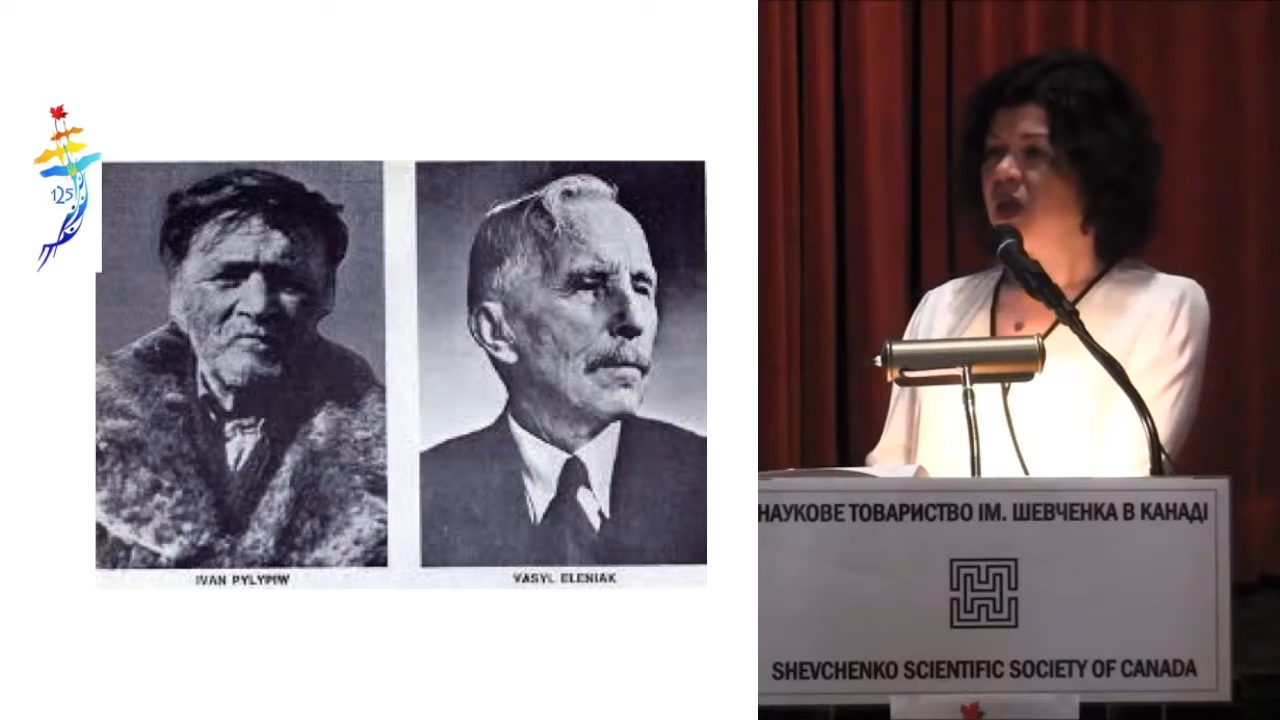 125
IVAN PYLYPIW
VASYL ELENIAK
НАУКОВЕ ТОВАРИСТВО ІМ. ШЕВЧЕНКА В КАНАДІ
SHEVCHENKO SCIENTIFIC SOCIETY OF CANADA